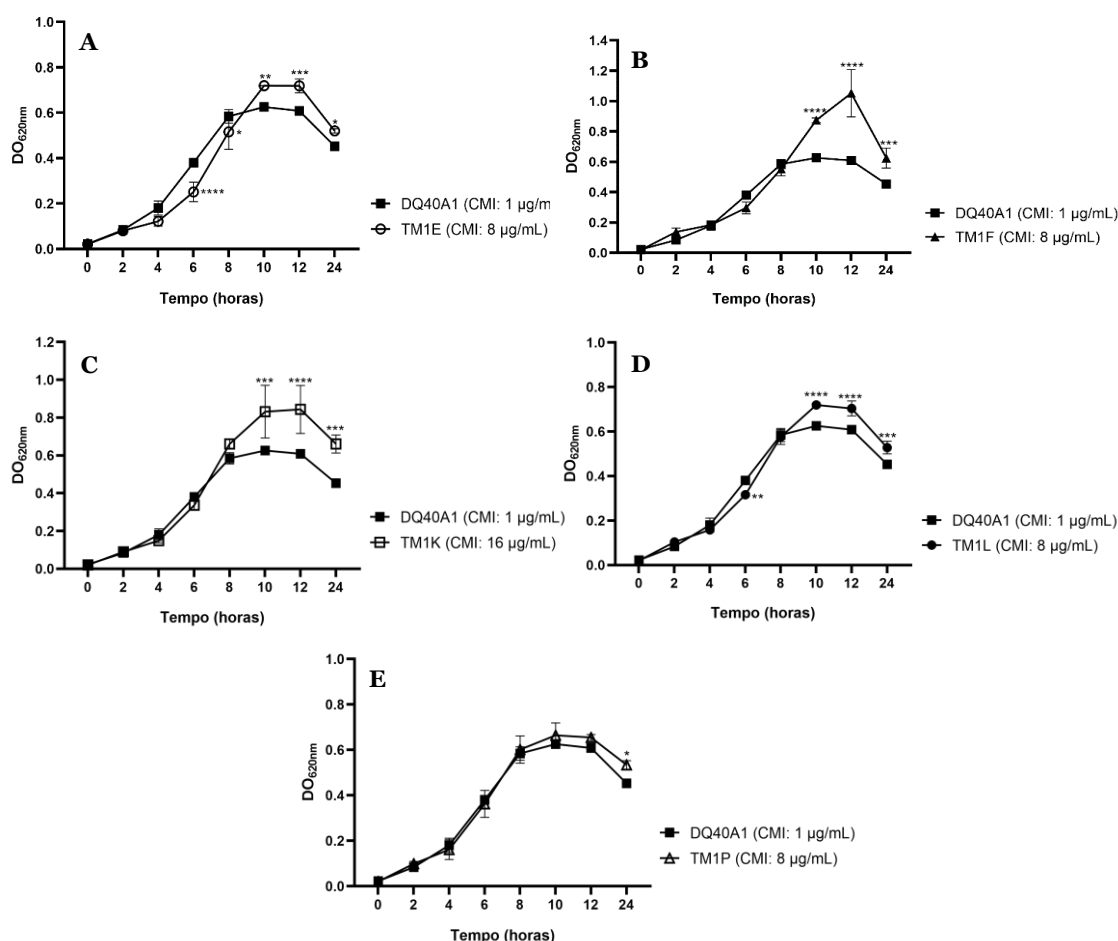 A
1.0
0.8
0.6
0.4
0.2
0.0
DO620nm
** ***
*
*
****
0 2 4 6 8 10 12 24
Tempo (horas)
DQ40A1 (CMI: 1 µg/m
TM1E (CMI: 8 µg/mL)
B
1.4
1.2
1.0
0.8
0.6
0.4
0.2
0.0
DO620nm
****
****
***
0 2 4 6 8 10 12 24
Tempo (horas)
DQ40A1 (CMI: 1 µg/mL)
TM1F (CMI: 8 µg/mL)
C
1.2
1.0
0.8
0.6
0.4
0.2
0.0
DO620nm
*** ****
***
0 2 4 6 8 10 12 24
Tempo (horas)
DQ40A1 (CMI: 1 µg/mL)
TM1K (CMI: 16 µg/mL)
D
1.0
0.8
0.6
0.4
0.2
0.0
DO620nm
**** ****
***
**
0 2 4 6 8 10 12 24
Tempo (horas)
DQ40A1 (CMI: 1 µg/mL)
TM1L (CMI: 8 µg/mL)
E
1.0
0.8
0.6
0.4
0.2
0.0
DO620nm
*
0 2 4 6 8 10 12 24
Tempo (horas)
DQ40A1 (CMI: 1 µg/mL)
TM1P (CMI: 8 µg/mL)